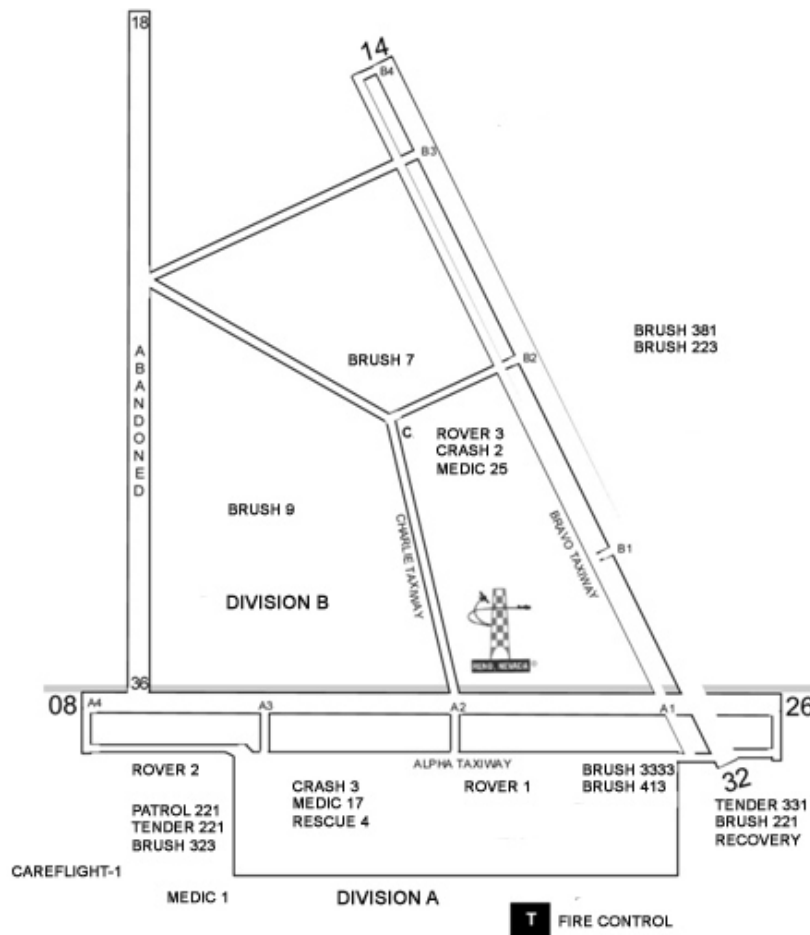 18
14
B4
B3
ABANDONED
BRUSH 381
BRUSH 223
BRUSH 7
B2
C
ROVER 3
CRASH 2
MEDIC 25
BRUSH 9
CHARLIE TAXIWAY
BRAVO TAXIWAY
B1
DIVISION B
RENO, NEVADA
36
08
A4
A3
A2
A1
26
ALPHA TAXIWAY
ROVER 2
CRASH 3
MEDIC 17
RESCUE 4
ROVER 1
BRUSH 3333
BRUSH 413
32
PATROL 221
TENDER 221
BRUSH 323
TENDER 331
BRUSH 221
RECOVERY
CAREFLIGHT-1
MEDIC 1
DIVISION A
T FIRE CONTROL